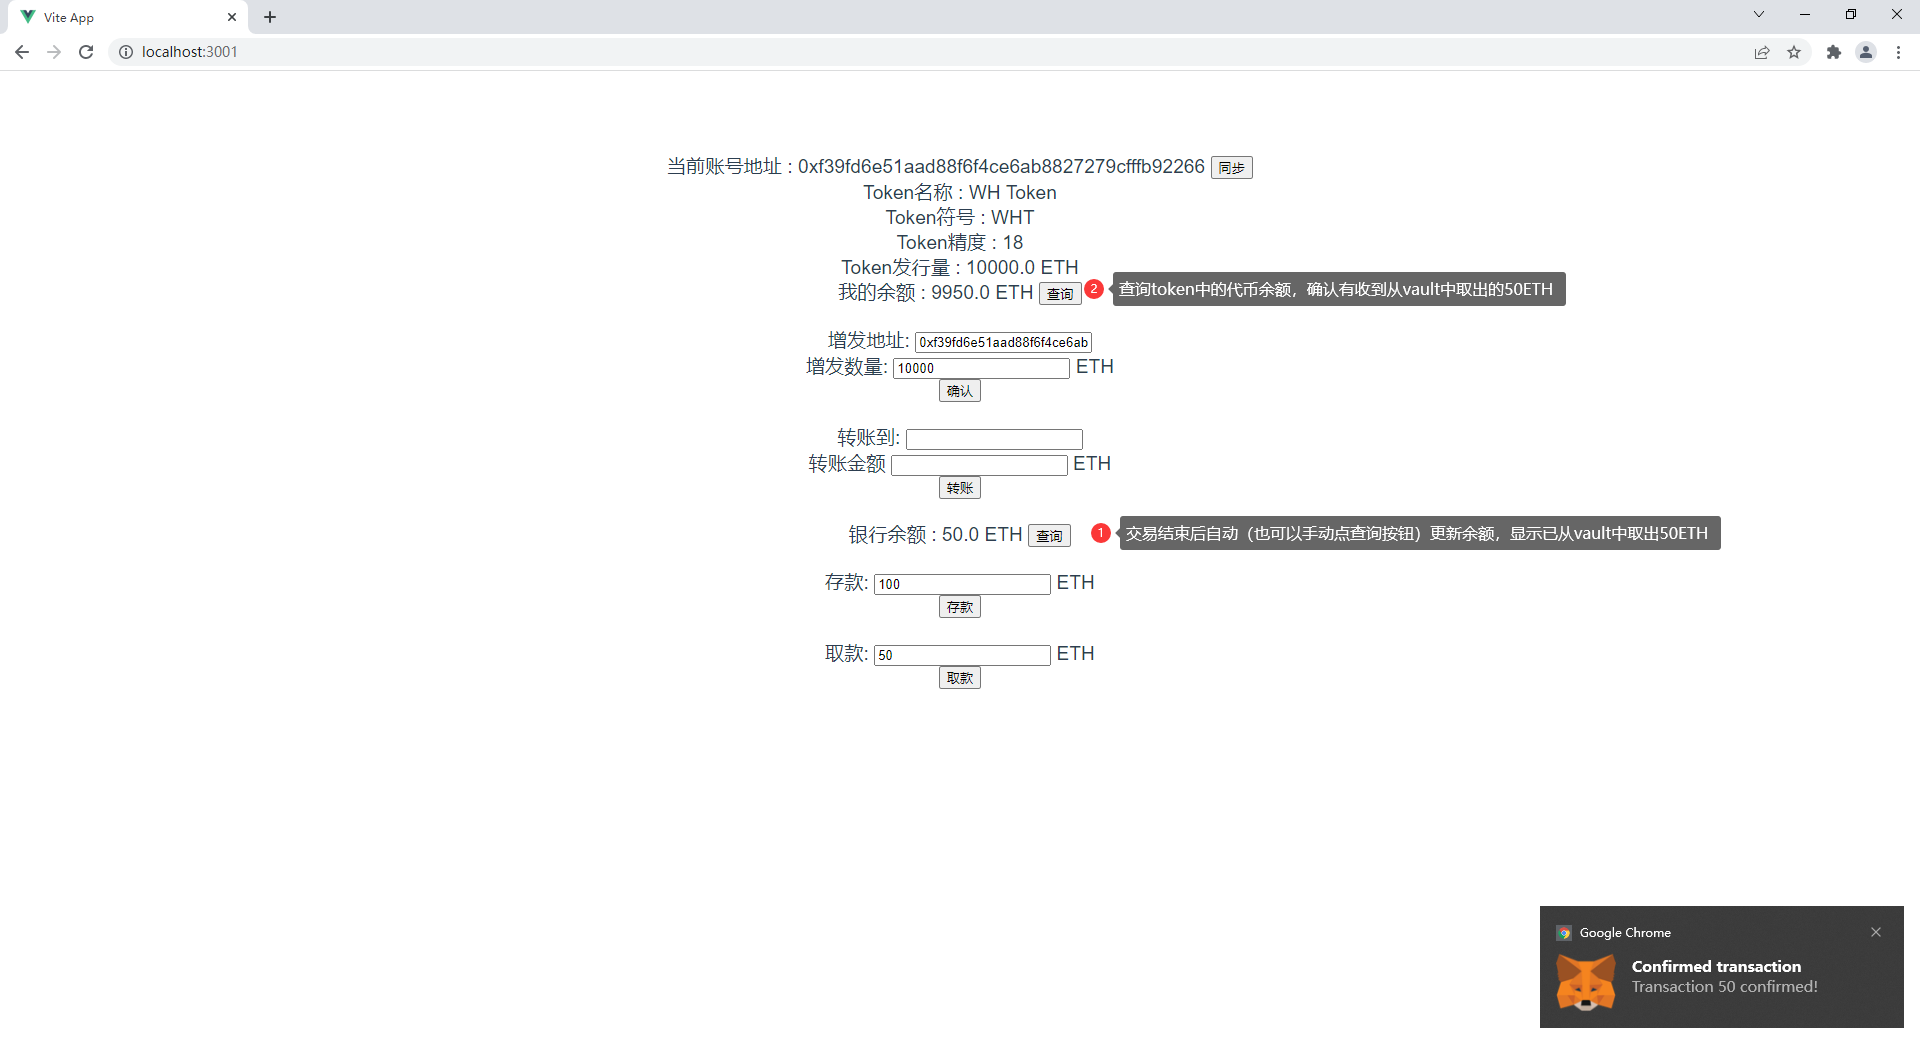 Vite App
localhost:3001
当前账号地址 : 0xf39fd6e51aad88f6f4ce6ab8827279cfffb92266 同步
Token名称 : WH Token
Token符号 : WHT
Token精度 : 18
Token发行量 : 10000.0 ETH
我的余额 : 9950.0 ETH 查询 2 查询token中的代币余额，确认有收到从vault中取出的50ETH
增发地址: 0xf39fd6e51aad88f6f4ce6ab
增发数量: 10000 ETH
确认
转账到:
转账金额 ETH
转账
银行余额 : 50.0 ETH 查询 1 交易结束后自动（也可以手动点查询按钮）更新余额，显示已从vault中取出50ETH
存款: 100 ETH
存款
取款: 50 ETH
取款
Google Chrome
Confirmed transaction
Transaction 50 confirmed!